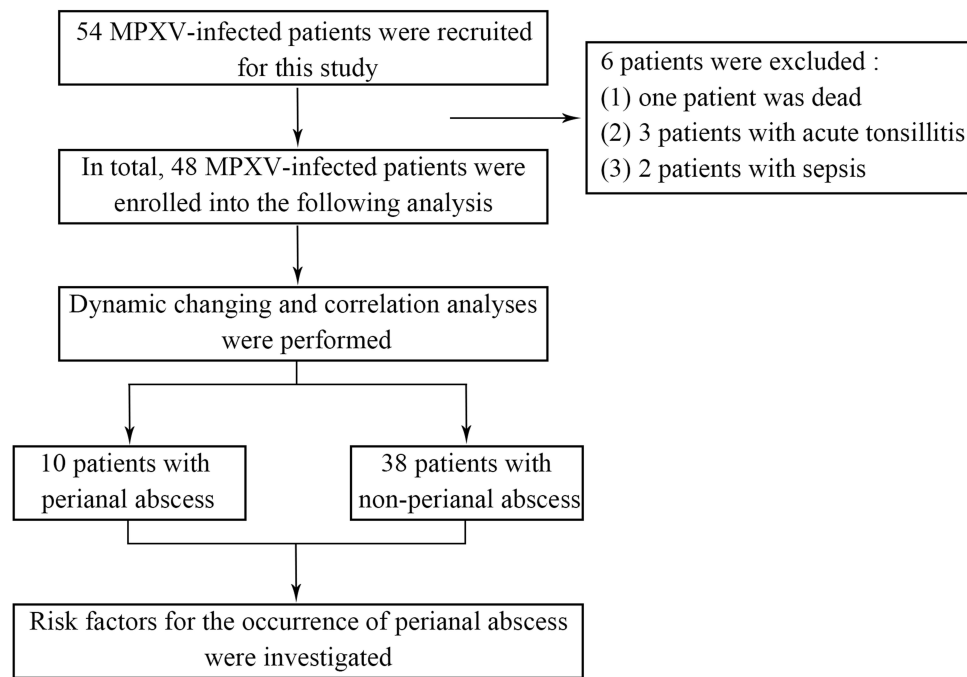 54 MPXV-infected patients were recruited
for this study
6 patients were excluded :
(1) one patient was dead
(2) 3 patients with acute tonsillitis
(3) 2 patients with sepsis
In total, 48 MPXV-infected patients were
enrolled into the following analysis
Dynamic changing and correlation analyses
were performed
10 patients with
perianal abscess
38 patients with
non-perianal abscess
Risk factors for the occurrence of perianal abscess
were investigated